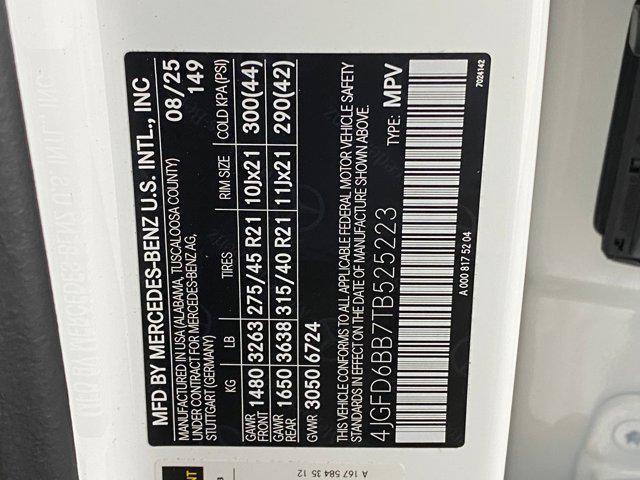 MFD BY MERCEDES-BENZ U.S. INTL., INC
MANUFACTURED IN USA (ALABAMA, TUSCALOOSA COUNTY)
UNDER CONTRACT FOR MERCEDES-BENZ AG,
STUTTGART (GERMANY)
08/25
149
KG LB TIRES RIM SIZE COLD KPA (PSI)
GAWR FRONT 1480 3263 275/45 R21 10Jx21 300(44)
GAWR REAR 1650 3638 315/40 R21 11Jx21 290(42)
GVWR 3050 6724
THIS VEHICLE CONFORMS TO ALL APPLICABLE FEDERAL MOTOR VEHICLE SAFETY
STANDARDS IN EFFECT ON THE DATE OF MANUFACTURE SHOWN ABOVE.
4JGFD6BB7TB525223
TYPE: MPV
A 000 817 52 04
7024142
A 167 584 35 12